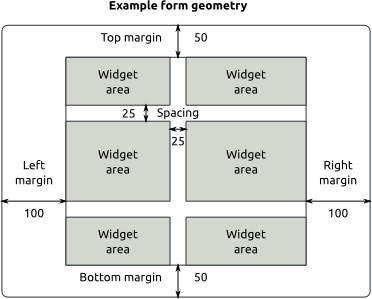 Example form geometry
Top margin 50
Widget
area
Widget
area
25 Spacing
25
Widget
area
Widget
area
Left
margin
100
Right
margin
100
Widget
area
Widget
area
Bottom margin 50